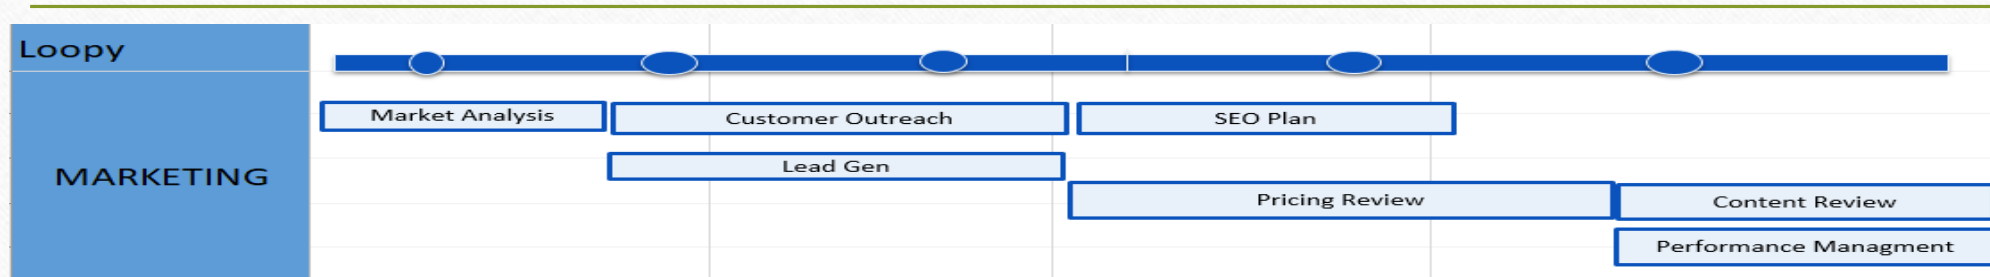 Loopy
Market Analysis
Customer Outreach
SEO Plan
Lead Gen
MARKETING
Pricing Review
Content Review
Performance Managment